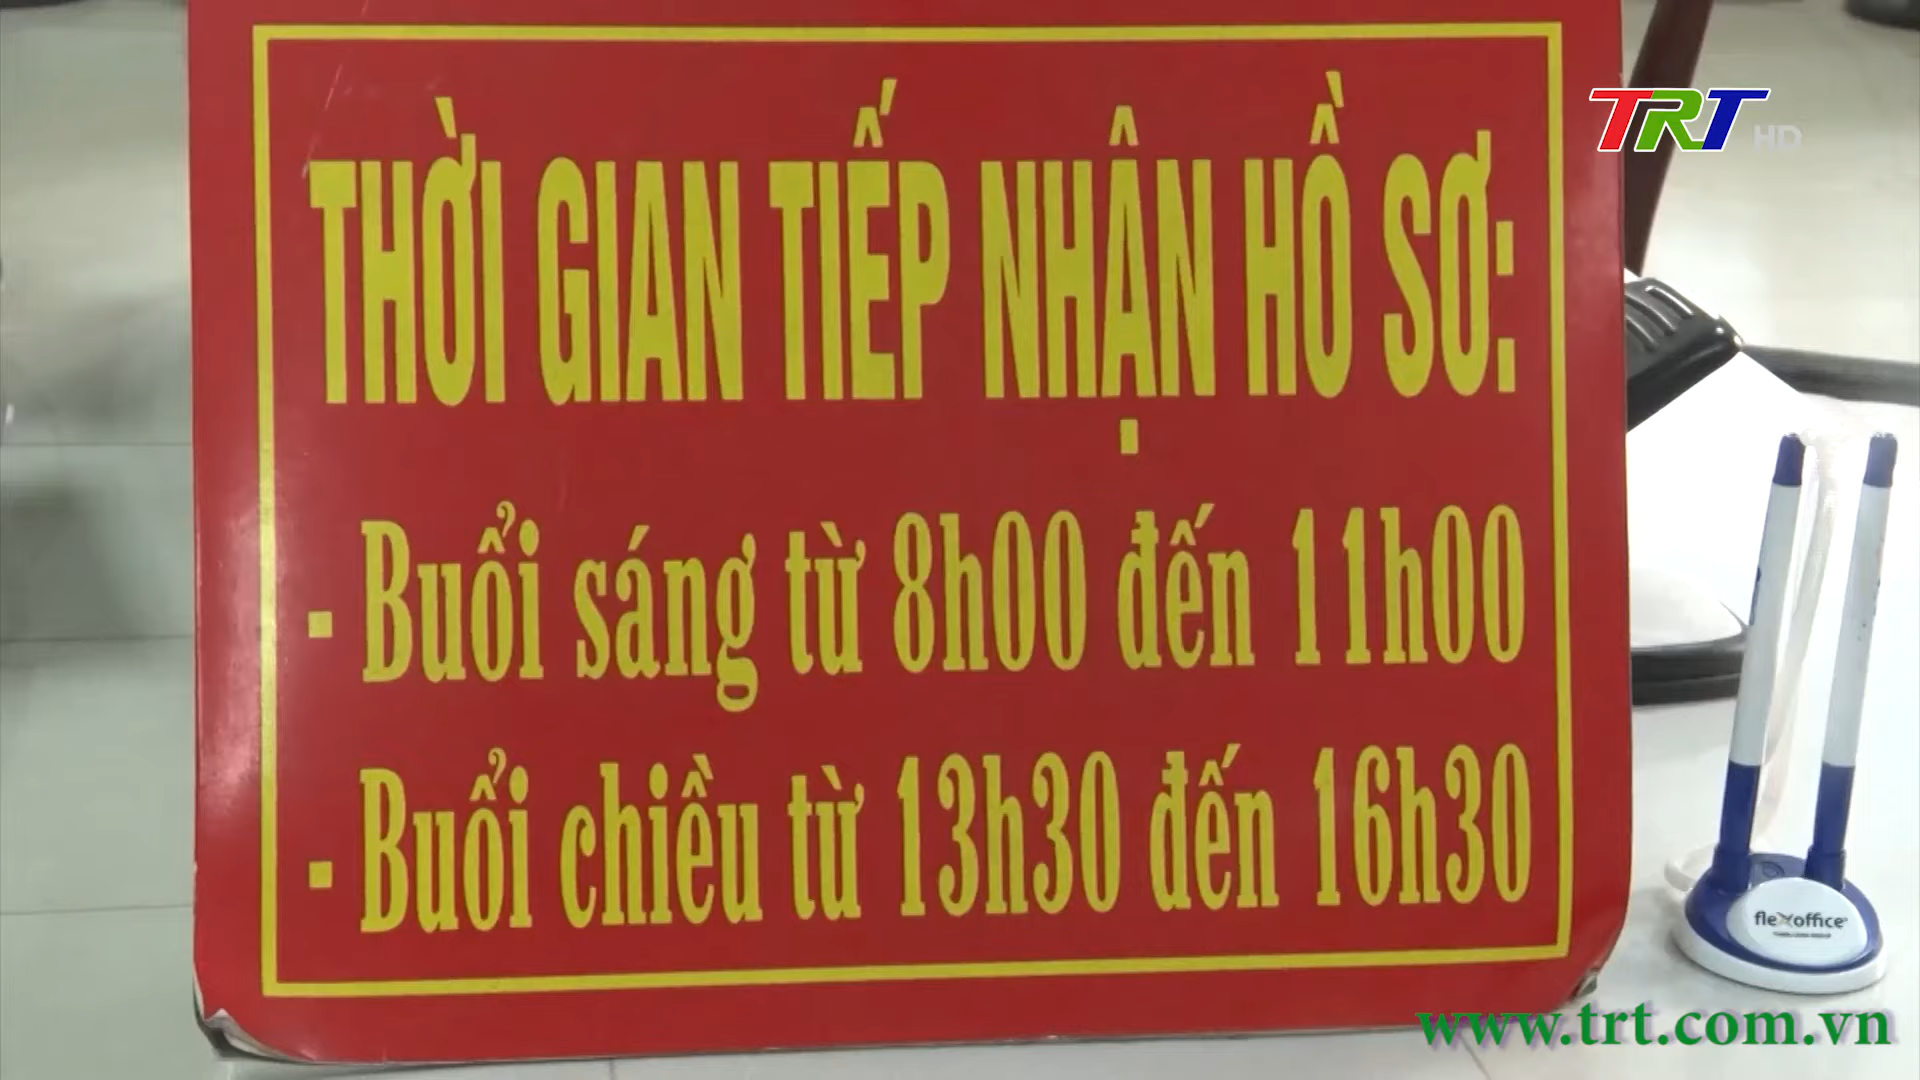 TRT HD
THỜI GIAN TIẾP NHẬN HỒ SƠ:
- Buổi sáng từ 8h00 đến 11h00
- Buổi chiều từ 13h30 đến 16h30
flexoffice
www.trt.com.vn